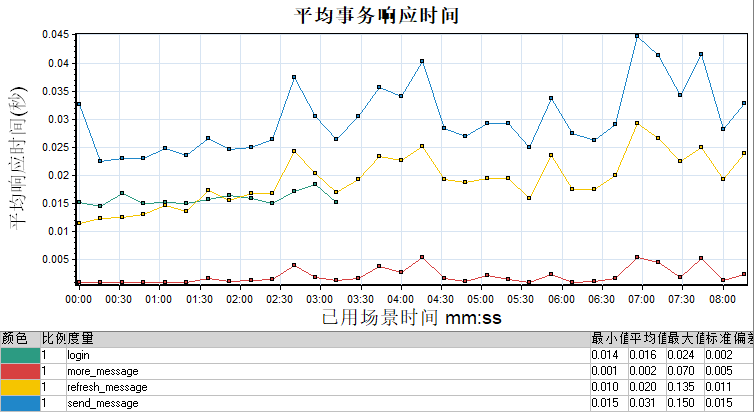 平均事务响应时间
平均响应时间(秒)
0.045
0.04
0.035
0.03
0.025
0.02
0.015
0.01
0.005
00:00 00:30 01:00 01:30 02:00 02:30 03:00 03:30 04:00 04:30 05:00 05:30 06:00 06:30 07:00 07:30 08:00
已用场景时间 mm:ss
颜色 比例 度量 最小值 平均值 最大值 标准偏差
1 login 0.014 0.016 0.024 0.002
1 more_message 0.001 0.002 0.070 0.005
1 refresh_message 0.010 0.020 0.135 0.011
1 send_message 0.015 0.031 0.150 0.015